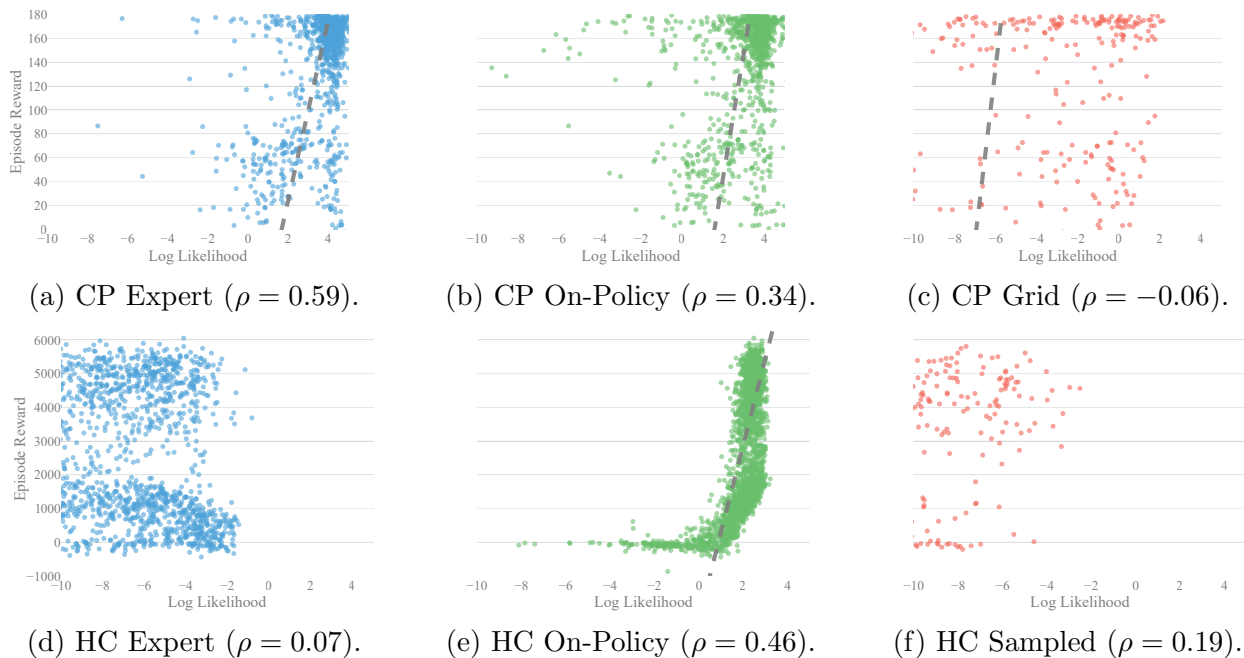 180
160
140
120
100
80
60
40
20
0
Episode Reward
−10 −8 −6 −4 −2 0 2 4
Log Likelihood
−10 −8 −6 −4 −2 0 2 4
Log Likelihood
−10 −8 −6 −4 −2 0 2 4
Log Likelihood
(a) CP Expert (ρ = 0.59).
(b) CP On-Policy (ρ = 0.34).
(c) CP Grid (ρ = −0.06).
6000
5000
4000
3000
2000
1000
0
−1000
Episode Reward
−10 −8 −6 −4 −2 0 2 4
Log Likelihood
−10 −8 −6 −4 −2 0 2 4
Log Likelihood
−10 −8 −6 −4 −2 0 2 4
Log Likelihood
(d) HC Expert (ρ = 0.07).
(e) HC On-Policy (ρ = 0.46).
(f) HC Sampled (ρ = 0.19).